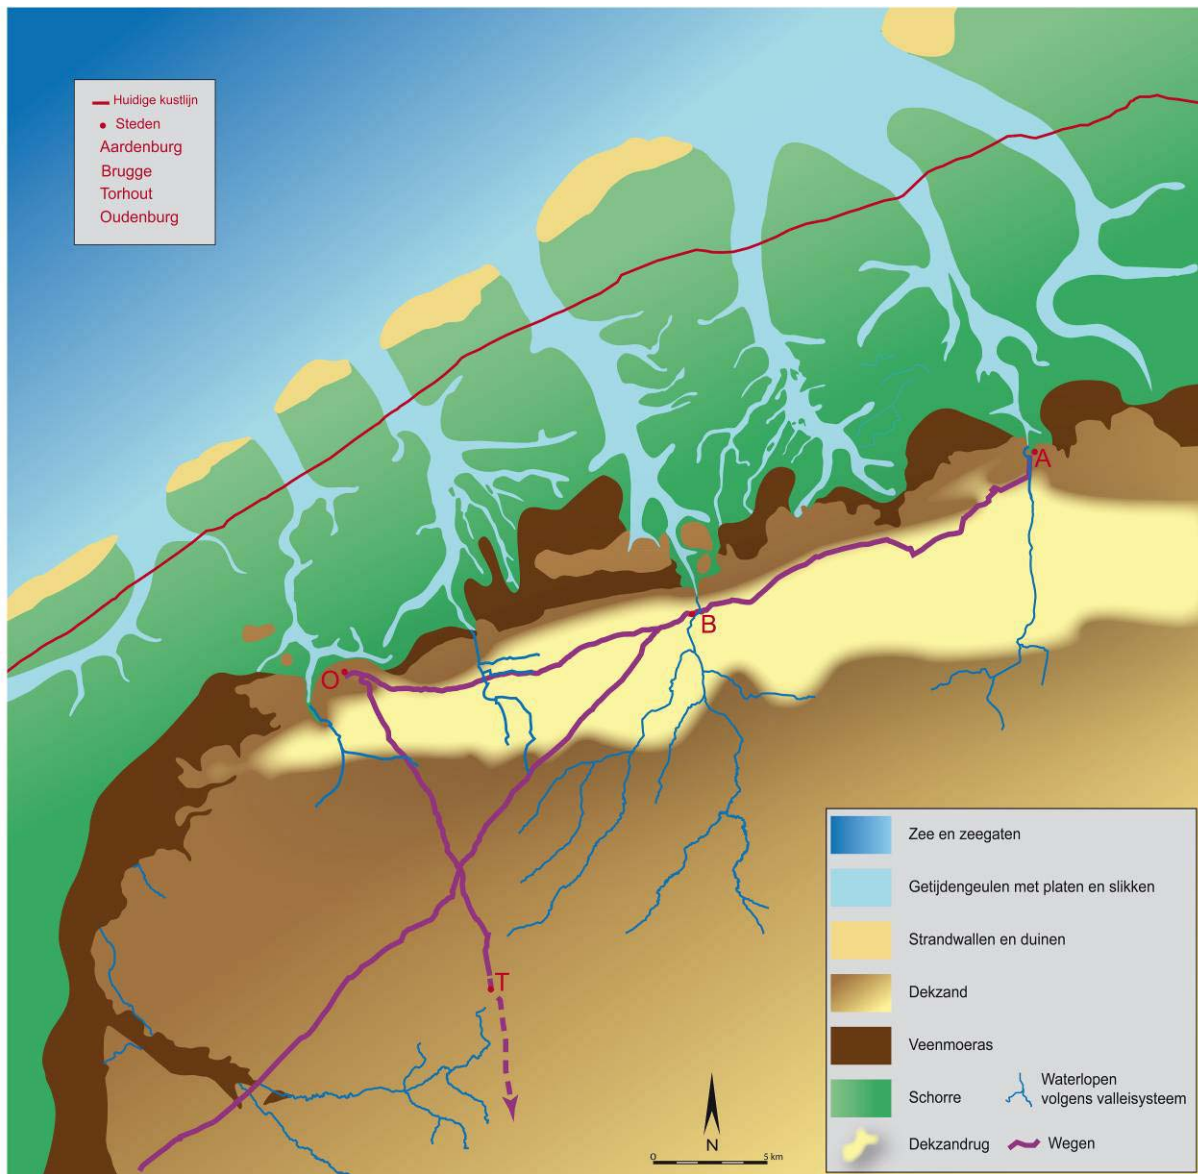 Huidige kustlijn
Steden
Aardenburg
Brugge
Torhout
Oudenburg
A
B
O
T
Zee en zeegaten
Getijdengeulen met platen en slikken
Strandwallen en duinen
Dekzand
Veenmoeras
Schorre
Waterlopen
volgens valleisysteem
Dekzandrug
Wegen
N
0 5 km